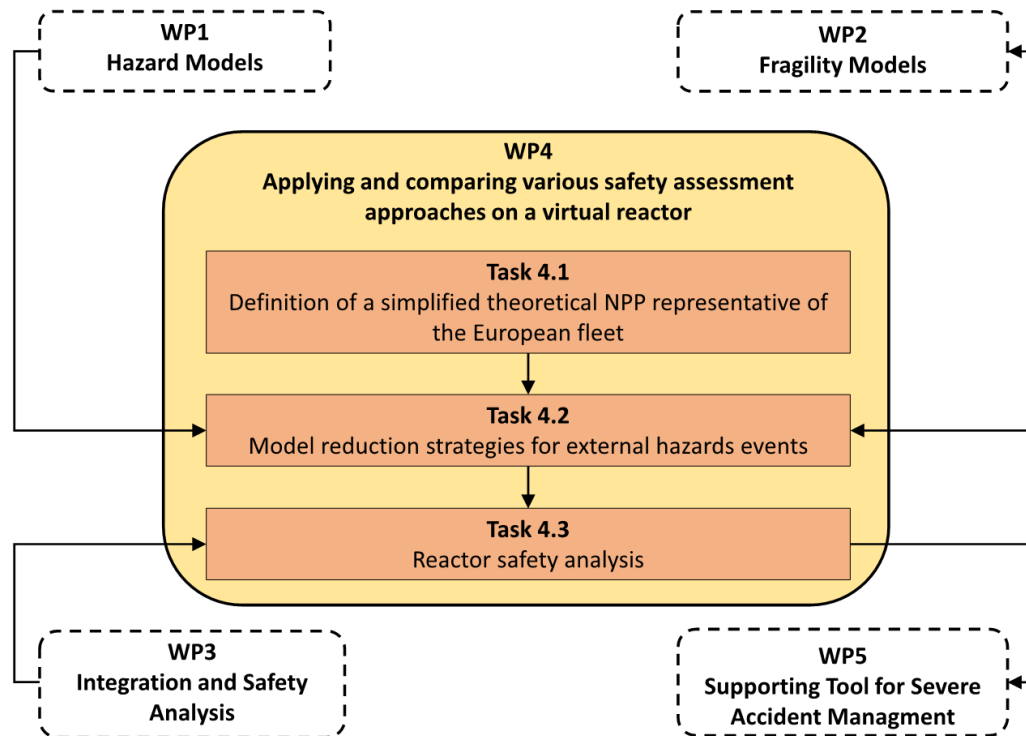 WP1
Hazard Models
WP2
Fragility Models
WP4
Applying and comparing various safety assessment
approaches on a virtual reactor
Task 4.1
Definition of a simplified theoretical NPP representative of
the European fleet
Task 4.2
Model reduction strategies for external hazards events
Task 4.3
Reactor safety analysis
WP3
Integration and Safety
Analysis
WP5
Supporting Tool for Severe
Accident Managment